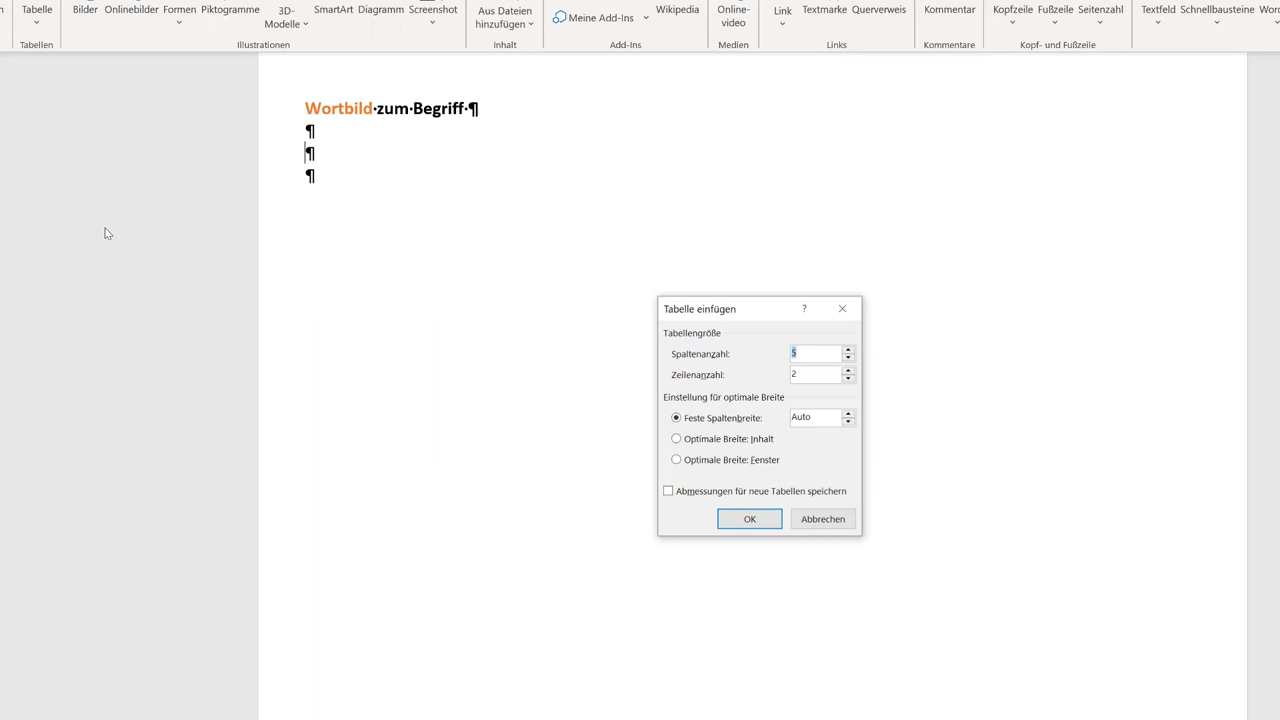 Tabelle
Bilder Onlinebilder Formen Piktogramme 3D-Modelle SmartArt Diagramm Screenshot
Aus Dateien hinzufügen
Meine Add-Ins Wikipedia
Online-video
Link Textmarke Querverweis
Kommentar
Kopfzeile Fußzeile Seitenzahl
Textfeld Schnellbausteine
Tabellen Illustrationen Inhalt Add-Ins Medien Links Kommentare Kopf- und Fußzeile
Wortbild·zum·Begriff·¶
¶
¶
¶
Tabelle einfügen ?
Tabellengröße
Spaltenanzahl: 5
Zeilenanzahl: 2
Einstellung für optimale Breite
Feste Spaltenbreite: Auto
Optimale Breite: Inhalt
Optimale Breite: Fenster
Abmessungen für neue Tabellen speichern
OK Abbrechen